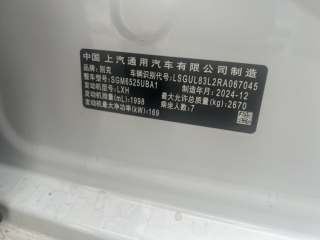 中国 上汽通用汽车有限公司制造
品牌：别克 车辆识别代号：LSGUL83L2RA067045
整车型号：SGM6525UBA1 制造年月：2024-12
发动机型号：LXH 最大允许总质量(kg)：2670
发动机排量(mL)：1998 乘坐人数：7
发动机最大净功率(kW)：169